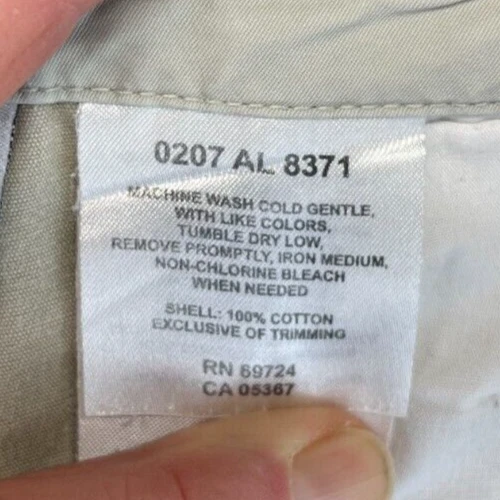 0207 AL 8371
MACHINE WASH COLD GENTLE,
WITH LIKE COLORS,
TUMBLE DRY LOW,
REMOVE PROMPTLY, IRON MEDIUM,
NON-CHLORINE BLEACH
WHEN NEEDED
SHELL: 100% COTTON
EXCLUSIVE OF TRIMMING
RN 69724
CA 05367